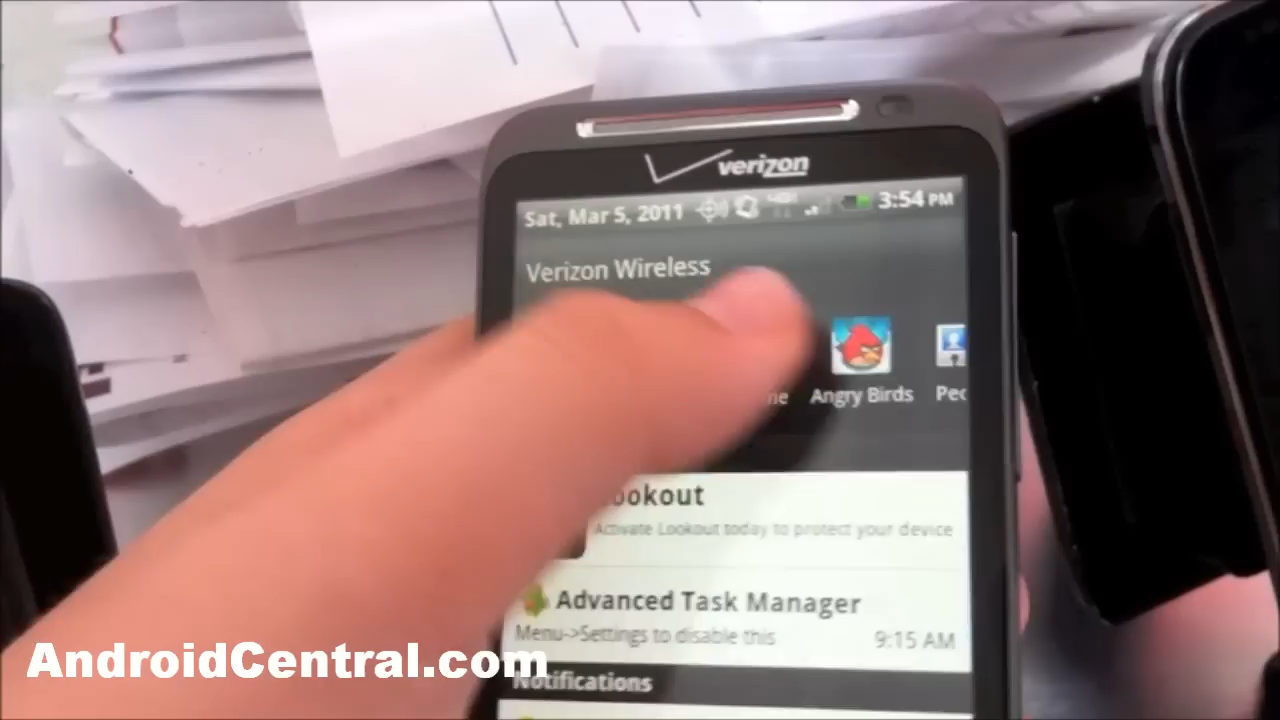 verizon
Sat, Mar 5, 2011 3:54 PM
Verizon Wireless
Angry Birds
ookout
Activate Lookout today to protect your device
Advanced Task Manager
Menu->Settings to disable this 9:15 AM
Notifications
AndroidCentral.com